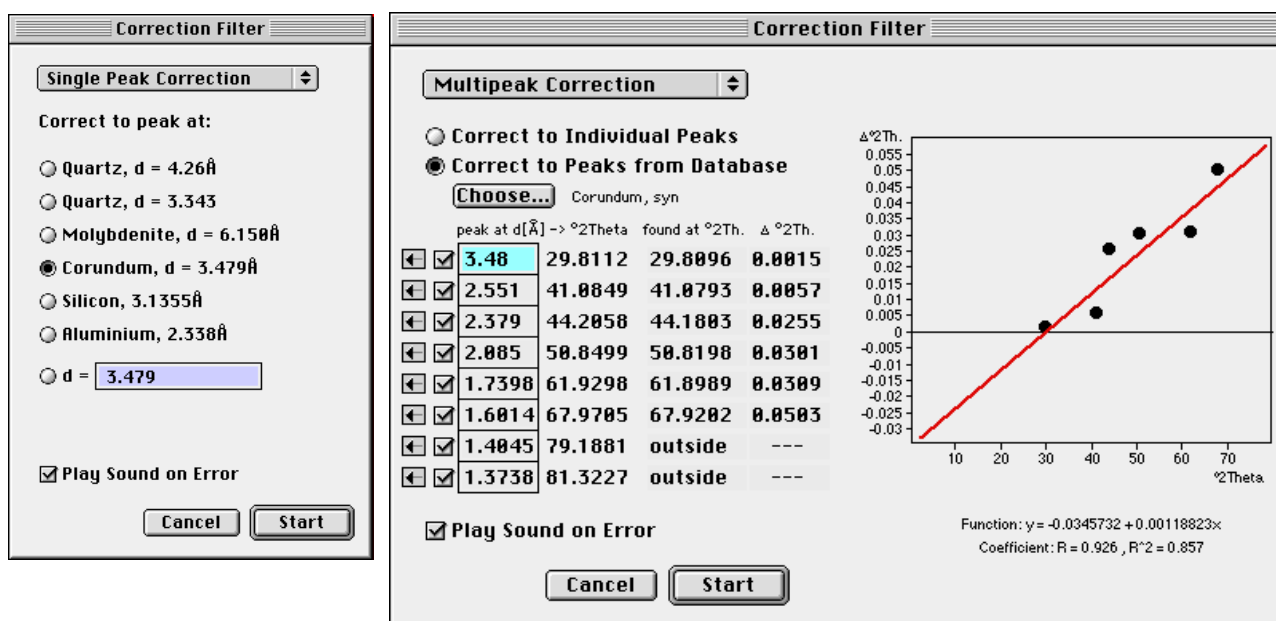 Correction Filter
Single Peak Correction
Correct to peak at:
Quartz, d = 4.26Å
Quartz, d = 3.343
Molybdenite, d = 6.150Å
Corundum, d = 3.479Å
Silicon, 3.1355Å
Aluminium, 2.338Å
d = 3.479
Play Sound on Error
Cancel Start
Correction Filter
Multipeak Correction
Correct to Individual Peaks
Correct to Peaks from Database
Choose... Corundum, syn
peak at d[Å] -> °2Theta found at °2Th. Δ °2Th.
3.48 29.8112 29.8096 0.0015
2.551 41.0849 41.0793 0.0057
2.379 44.2058 44.1803 0.0255
2.085 50.8499 50.8198 0.0301
1.7398 61.9298 61.8989 0.0309
1.6014 67.9705 67.9202 0.0503
1.4045 79.1881 outside ---
1.3738 81.3227 outside ---
Play Sound on Error
Cancel Start
Δ°2Th.
0.055
0.05
0.045
0.04
0.035
0.03
0.025
0.02
0.015
0.01
0.005
0
-0.005
-0.01
-0.015
-0.02
-0.025
-0.03
10 20 30 40 50 60 70
°2Theta
Function: y = -0.0345732 + 0.00118823x
Coefficient: R = 0.926 , R^2 = 0.857